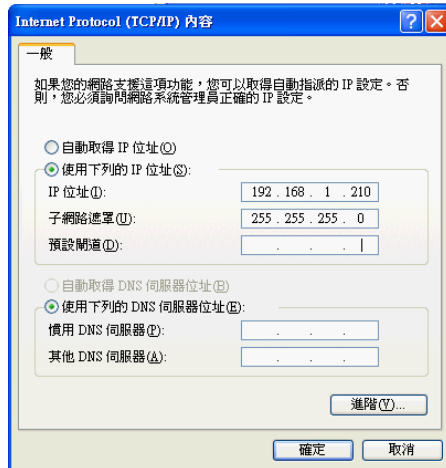 Internet Protocol (TCP/IP) 內容
一般
如果您的網路支援這項功能，您可以取得自動指派的 IP 設定。否
則，您必須詢問網路系統管理員正確的 IP 設定。
自動取得 IP 位址(O)
使用下列的 IP 位址(S):
IP 位址(I): 192 . 168 . 1 . 210
子網路遮罩(U): 255 . 255 . 255 . 0
預設閘道(D): . . .
自動取得 DNS 伺服器位址(B)
使用下列的 DNS 伺服器位址(E):
慣用 DNS 伺服器(P): . . .
其他 DNS 伺服器(A): . . .
進階(V)...
確定 取消